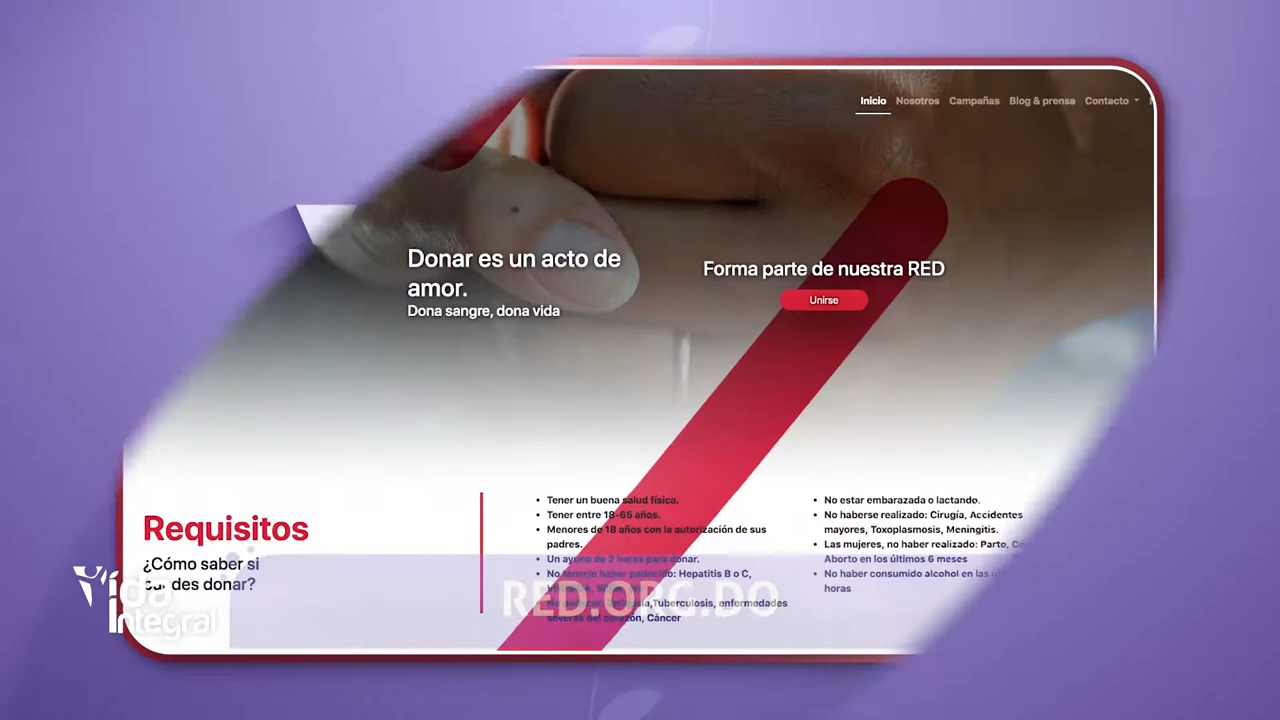 Inicio Nosotros Campañas Blog & prensa Contacto
Donar es un acto de
amor.
Dona sangre, dona vida
Forma parte de nuestra RED
Unirse
Requisitos
¿Cómo saber si
donar?
Tener un buena salud física.
Tener entre 18-65 años.
Menores de 18 años con la autorización de sus
padres.
Un ayuno de 2 horas para donar.
No tenerle haber padecido: Hepatitis B o C,
Tuberculosis, enfermedades
severas del corazón, Cáncer
No estar embarazada o lactando.
No haberse realizado: Cirugía, Accidentes
mayores, Toxoplasmosis, Meningitis.
Las mujeres, no haber realizado: Parto,
Aborto en los últimos 6 meses
No haber consumido alcohol en las
horas
RED.ORG.DO
Vida
Integral